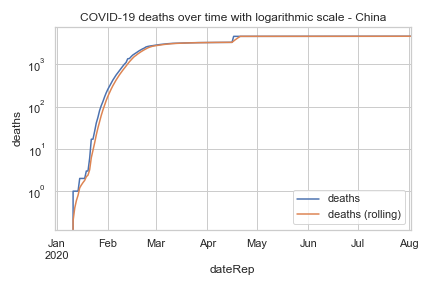 COVID-19 deaths over time with logarithmic scale - China
deaths
10³
10²
10¹
10⁰
deaths
deaths (rolling)
Jan Feb Mar Apr May Jun Jul Aug
2020
dateRep